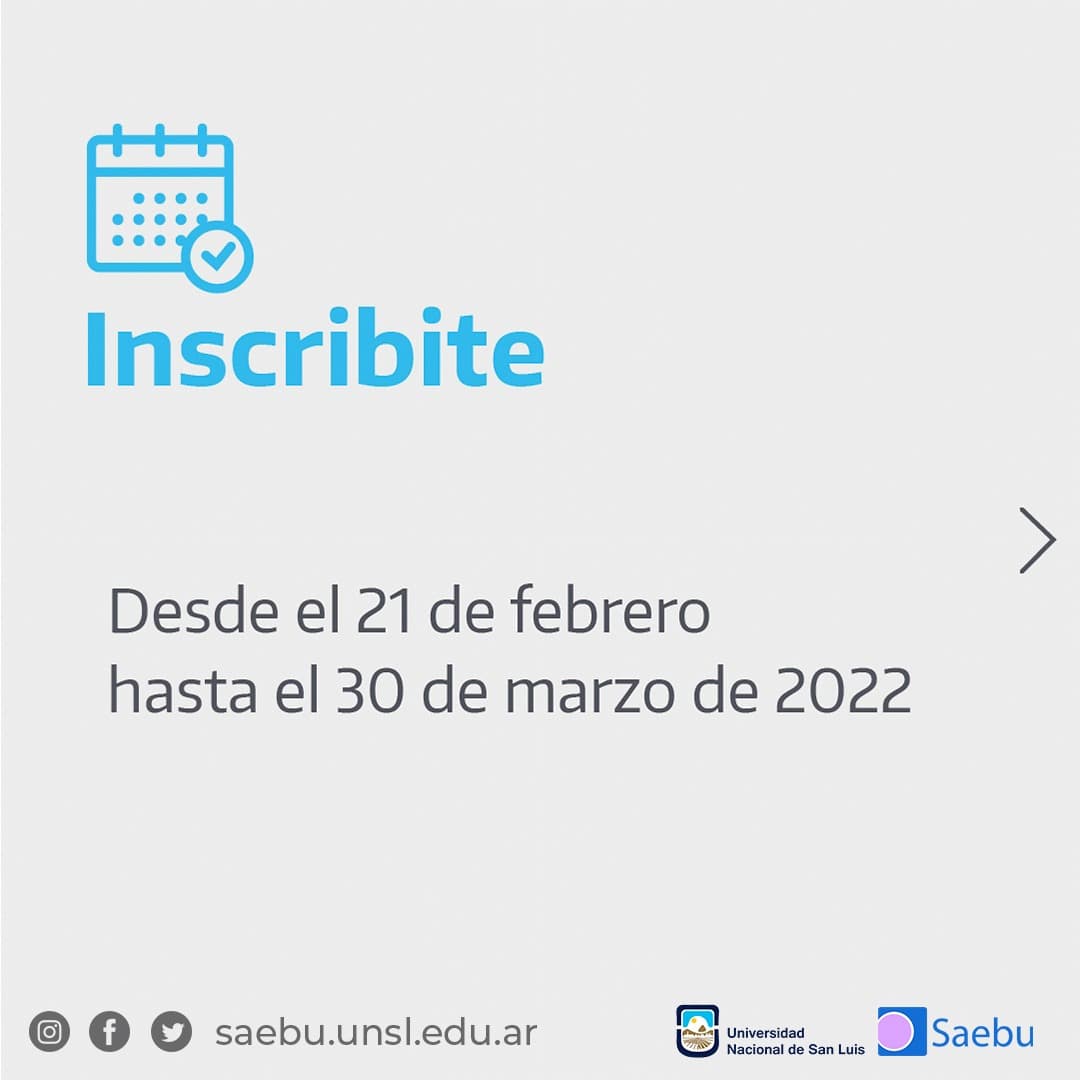 Inscribite
Desde el 21 de febrero
hasta el 30 de marzo de 2022
saebu.unsl.edu.ar
Universidad
Nacional de San Luis
Saebu